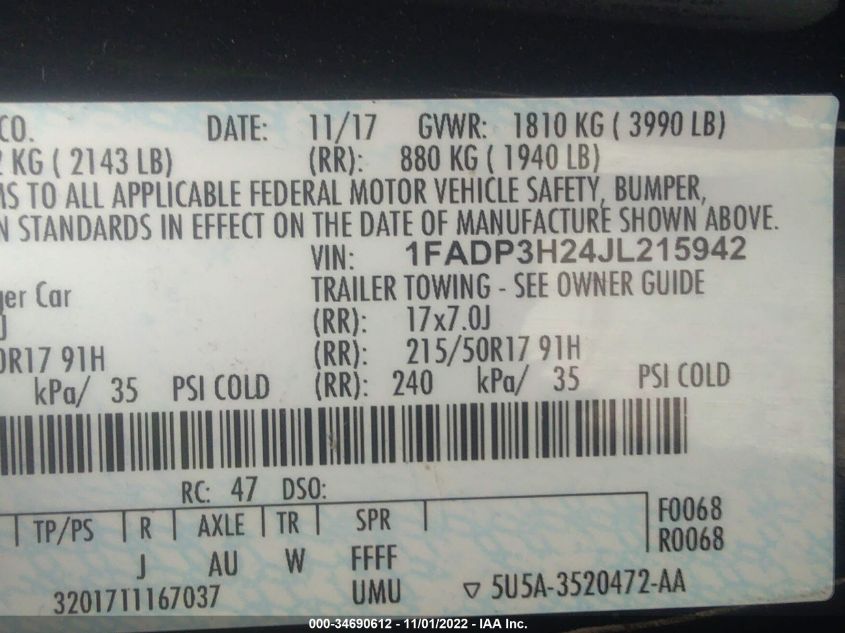 CO. DATE: 11/17 GVWR: 1810 KG ( 3990 LB)
KG ( 2143 LB) (RR): 880 KG ( 1940 LB)
TO ALL APPLICABLE FEDERAL MOTOR VEHICLE SAFETY, BUMPER,
STANDARDS IN EFFECT ON THE DATE OF MANUFACTURE SHOWN ABOVE.
VIN: 1FADP3H24JL215942
Car TRAILER TOWING - SEE OWNER GUIDE
J (RR): 17x7.0J
0R17 91H (RR): 215/50R17 91H
kPa/ 35 PSI COLD (RR): 240 kPa/ 35 PSI COLD
RC: 47 DSO:
TP/PS R AXLE TR SPR F0068
R0068
J AU W FFFF
3201711167037 UMU ▽ 5U5A-3520472-AA
000-34690612 - 11/01/2022 - IAA Inc.